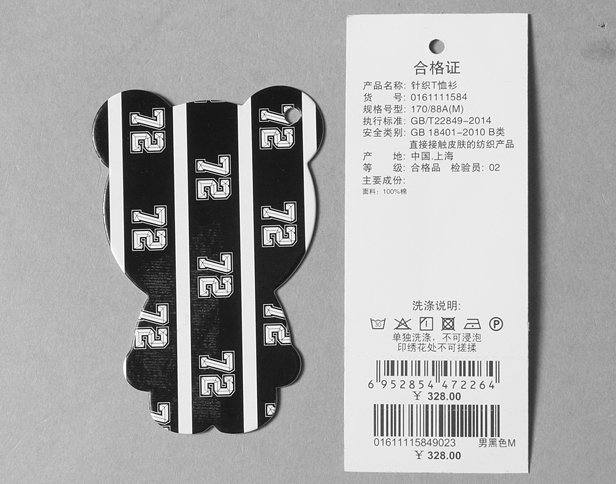 72
72
72
72
72
72
72
72
72
合格证
产品名称: 针织T恤衫
货 号: 0161111584
规格号型: 170/88A(M)
执行标准: GB/T22849-2014
安全类别: GB 18401-2010 B类
直接接触皮肤的纺织产品
产 地: 中国.上海
等 级: 合格品 检验员: 02
主要成份:
面料: 100%棉
洗涤说明:
单独洗涤、不可浸泡
印绣花处不可搓揉
6 952854 472264
¥ 328.00
01611115849023 男黑色M
¥ 328.00